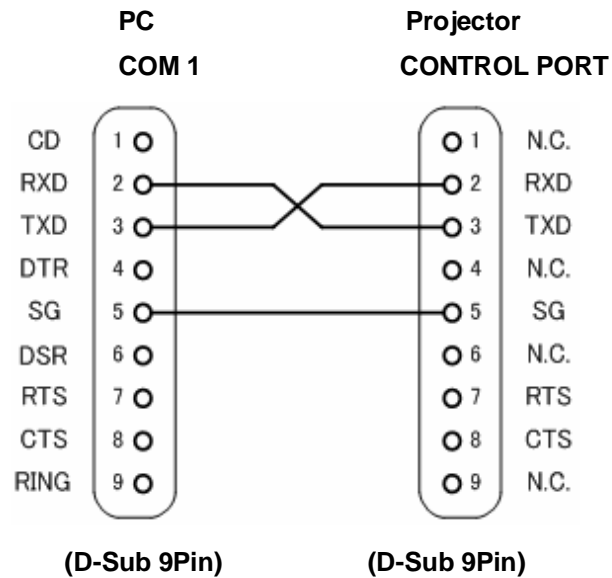 PC Projector
COM 1 CONTROL PORT
CD 1 1 N.C.
RXD 2 2 RXD
TXD 3 3 TXD
DTR 4 4 N.C.
SG 5 5 SG
DSR 6 6 N.C.
RTS 7 7 RTS
CTS 8 8 CTS
RING 9 9 N.C.
(D-Sub 9Pin) (D-Sub 9Pin)